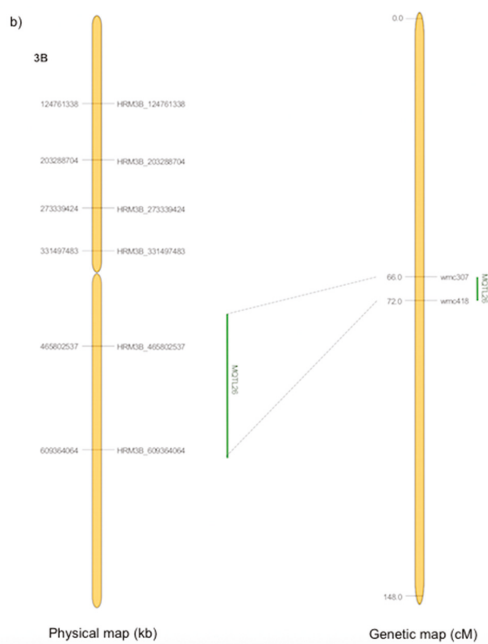 b)
3B
0.0
124761338 HRM3B_124761338
203288704 HRM3B_203288704
273339424 HRM3B_273339424
331497483 HRM3B_331497483
66.0 wmc307
72.0 wmc418
MQTL26
465802537 HRM3B_465802537
MQTL26
609364064 HRM3B_609364064
148.0
Physical map (kb)
Genetic map (cM)